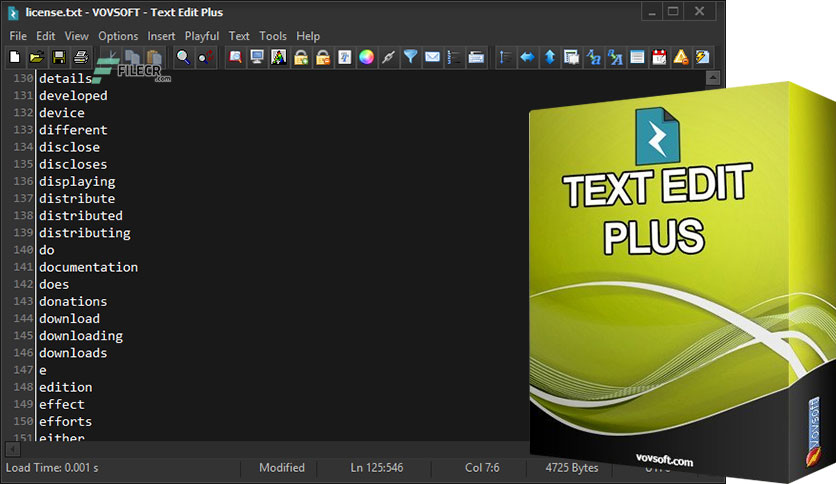 license.txt - VOVSOFT - Text Edit Plus
File Edit View Options Insert Playful Text Tools Help
FILECR
.com
130 details
131 developed
132 device
133 different
134 disclose
135 discloses
136 displaying
137 distribute
138 distributed
139 distributing
140 do
141 documentation
142 does
143 donations
144 download
145 downloading
146 downloads
147 e
148 edition
149 effect
150 efforts
151 either
Load Time: 0.001 s Modified Ln 125:546 Col 7:6 4725 Bytes
TEXT EDIT
PLUS
vovsoft.com
vovsoft